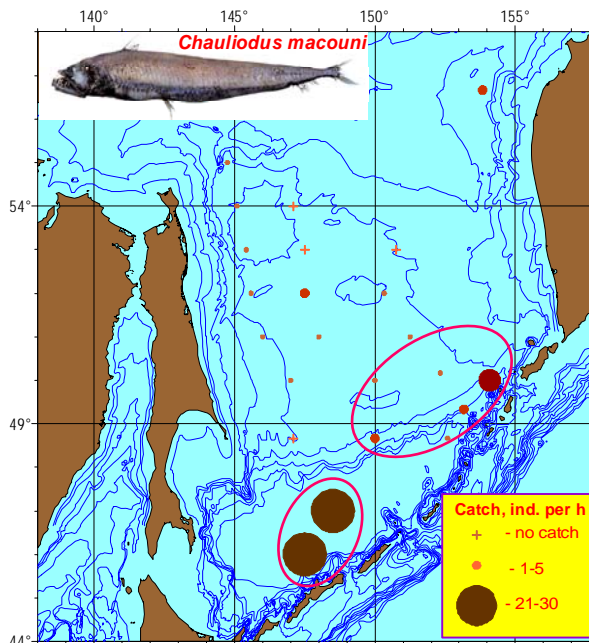 140° 145° 150° 155°
Chauliodus macouni
54°
49°
Catch, ind. per h
+ - no catch
- 1-5
- 21-30
44°